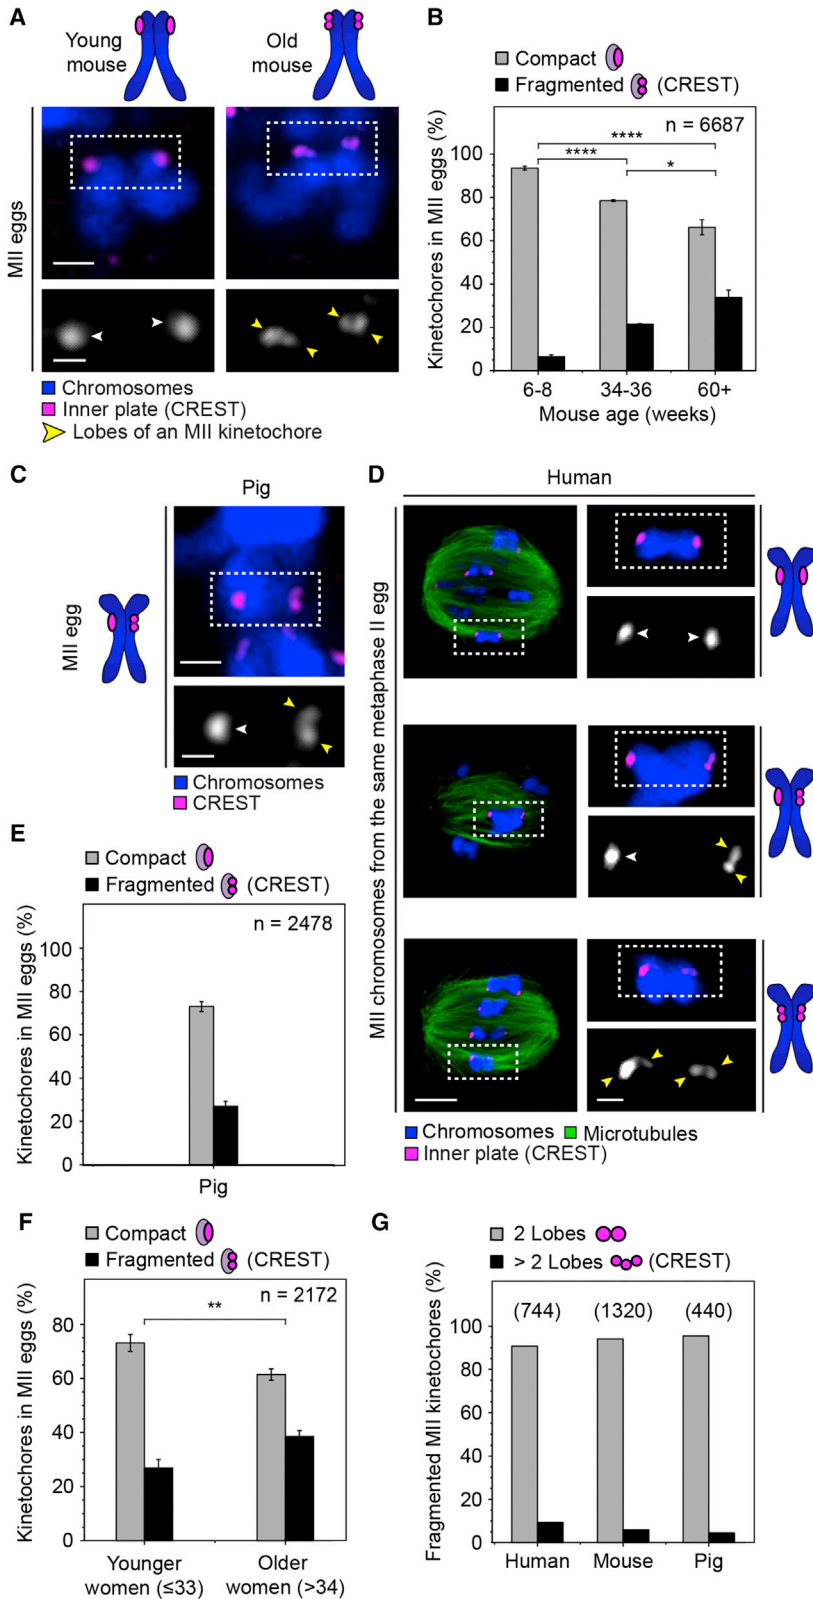 A
Young
mouse
Old
mouse
MII eggs
Chromosomes
Inner plate (CREST)
Lobes of an MII kinetochore
B
Compact
Fragmented (CREST)
n = 6687
**** 
****
*
Kinetochores in MII eggs (%)
100
80
60
40
20
0
6-8 34-36 60+
Mouse age (weeks)
C
Pig
MII egg
Chromosomes
CREST
D
Human
MII chromosomes from the same metaphase II egg
Chromosomes Microtubules
Inner plate (CREST)
E
Compact
Fragmented (CREST)
n = 2478
Kinetochores in MII eggs (%)
100
80
60
40
20
0
Pig
F
Compact
Fragmented (CREST)
n = 2172
**
Kinetochores in MII eggs (%)
80
60
40
20
0
Younger
women (≤33)
Older
women (>34)
G
2 Lobes
> 2 Lobes (CREST)
(744) (1320) (440)
Fragmented MII kinetochores (%)
100
80
60
40
20
0
Human Mouse Pig